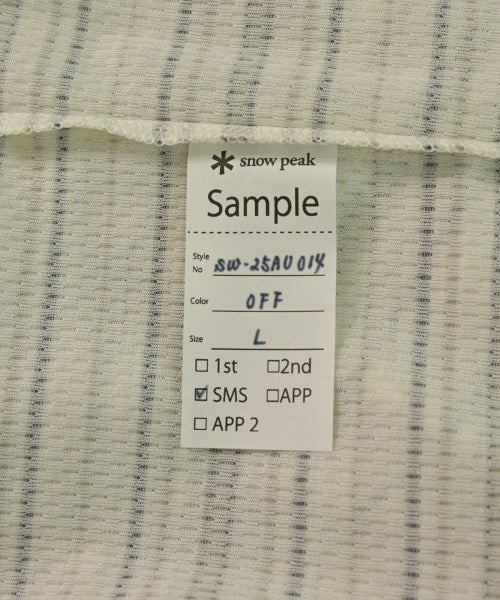 snow peak
Sample
Style
No SW-25AU014
Color OFF
Size L
1st 2nd
SMS APP
APP 2